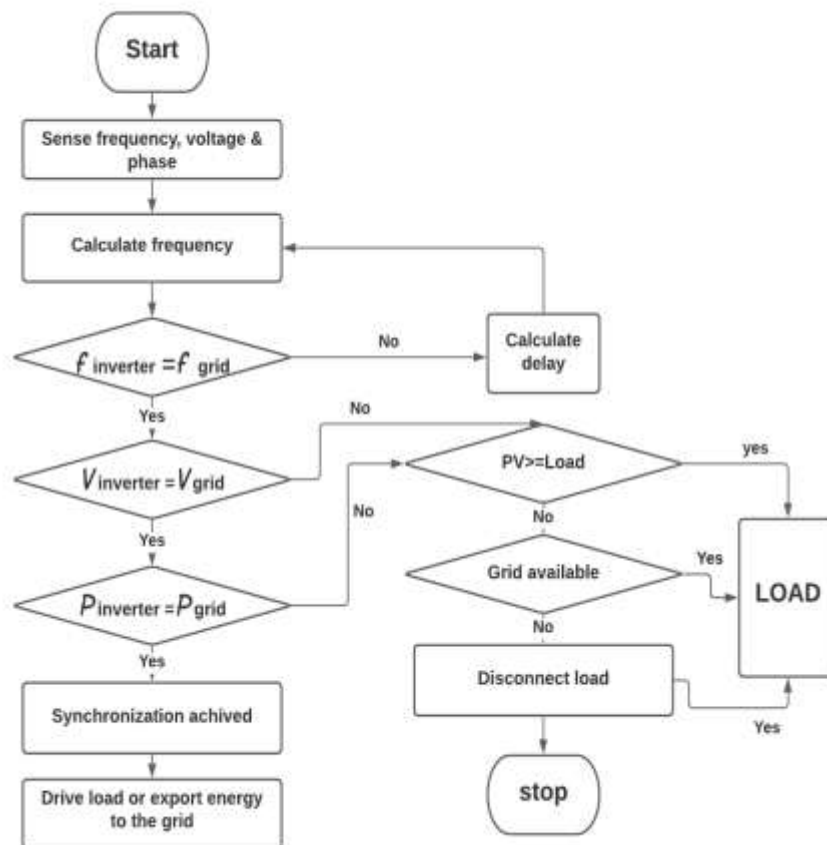 Start
Sense frequency, voltage &
phase
Calculate frequency
f inverter =f grid
No
Calculate
delay
Yes
No
V inverter =V grid
PV>=Load
yes
No
Yes
No
P inverter =P grid
Grid available
Yes
LOAD
No
Yes
Synchronization achived
Disconnect load
Yes
Drive load or export energy
to the grid
stop